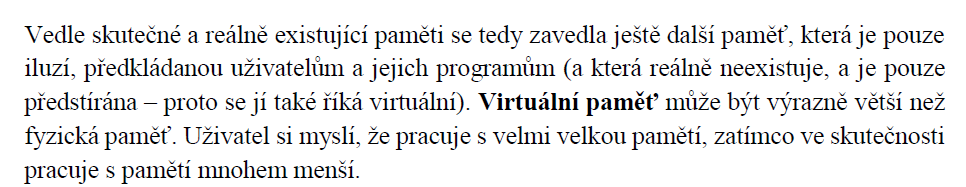 Vedle skutečné a reálně existující paměti se tedy zavedla ještě další paměť, která je pouze
iluzí, předkládanou uživatelům a jejich programům (a která reálně neexistuje, a je pouze
předstírána – proto se jí také říká virtuální). Virtuální paměť může být výrazně větší než
fyzická paměť. Uživatel si myslí, že pracuje s velmi velkou pamětí, zatímco ve skutečnosti
pracuje s pamětí mnohem menší.